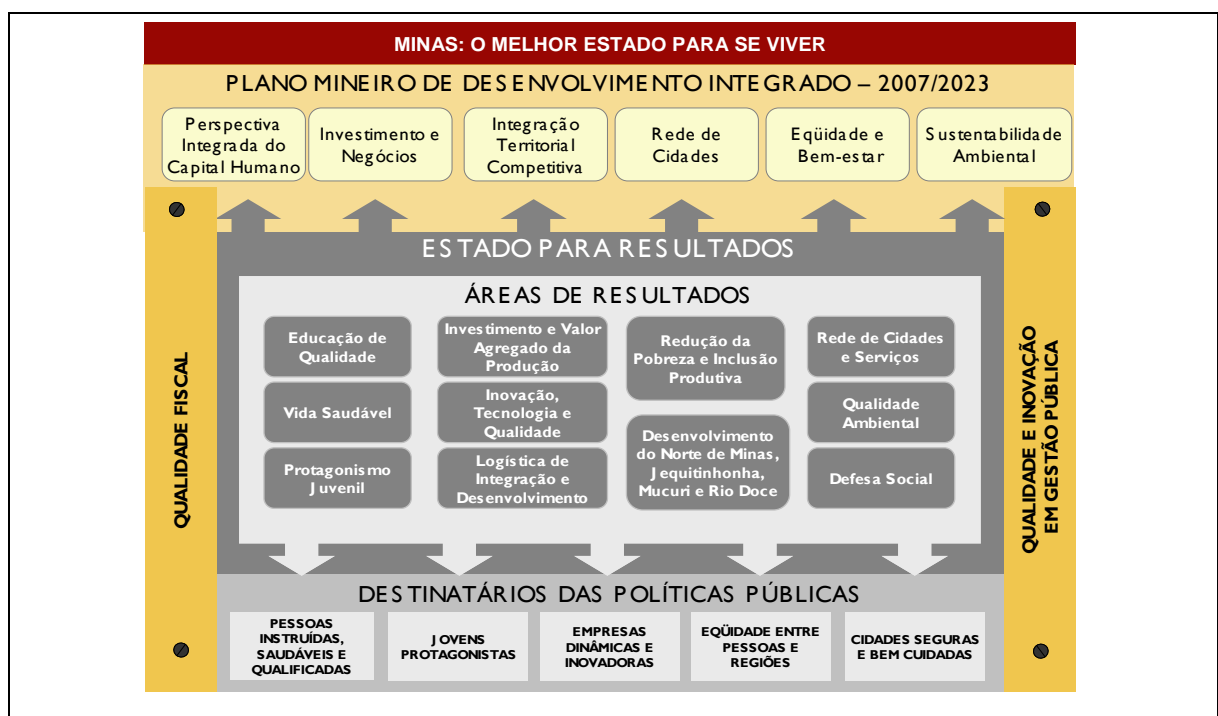 MINAS: O MELHOR ESTADO PARA SE VIVER
PLANO MINEIRO DE DESENVOLVIMENTO INTEGRADO – 2007/2023
Perspectiva
Integrada do
Capital Humano
Investimento e
Negócios
Integração
Territorial
Competitiva
Rede de
Cidades
Eqüidade e
Bem-estar
Sustentabilidade
Ambiental
ESTADO PARA RESULTADOS
ÁREAS DE RESULTADOS
Educação de
Qualidade
Vida Saudável
Protagonismo
Juvenil
Investimento e Valor
Agregado da
Produção
Inovação,
Tecnologia e
Qualidade
Logística de
Integração e
Desenvolvimento
Redução da
Pobreza e Inclusão
Produtiva
Desenvolvimento
do Norte de Minas,
Jequitinhonha,
Mucuri e Rio Doce
Rede de Cidades
e Serviços
Qualidade
Ambiental
Defesa Social
QUALIDADE FISCAL
QUALIDADE E INOVAÇÃO
EM GESTÃO PÚBLICA
DESTINATÁRIOS DAS POLÍTICAS PÚBLICAS
PESSOAS
INSTRUÍDAS,
SAUDÁVEIS E
QUALIFICADAS
JOVENS
PROTAGONISTAS
EMPRESAS
DINÂMICAS E
INOVADORAS
EQÜIDADE ENTRE
PESSOAS E
REGIÕES
CIDADES SEGURAS
E BEM CUIDADAS